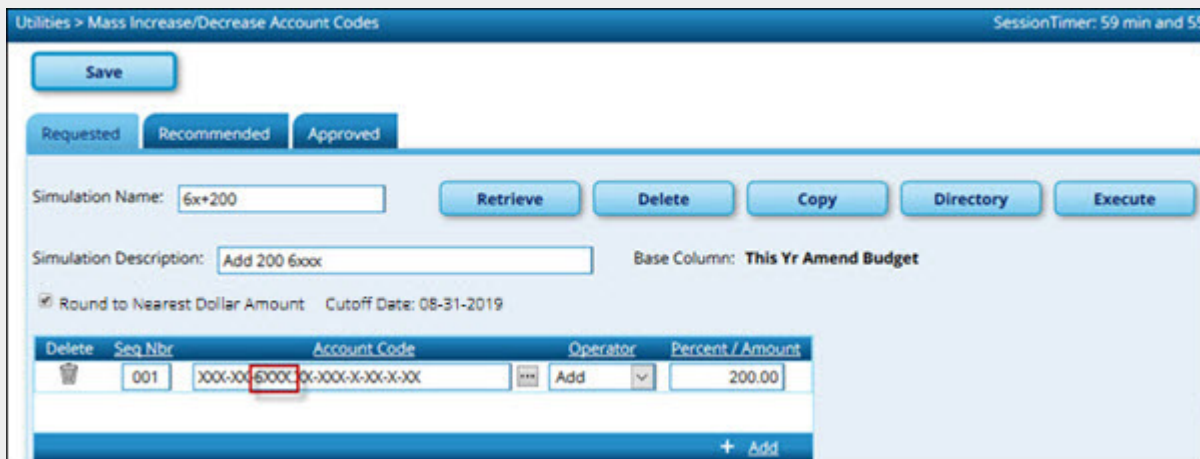 Utilities > Mass Increase/Decrease Account Codes SessionTimer: 59 min and 55
Save
Requested Recommended Approved
Simulation Name: 6x+200 Retrieve Delete Copy Directory Execute
Simulation Description: Add 200 6xxx Base Column: This Yr Amend Budget
Round to Nearest Dollar Amount Cutoff Date: 08-31-2019
Delete Seq Nbr Account Code Operator Percent / Amount
001 XXX-XX-6XXX.XX-XXX-X-XX-X-XX ... Add 200.00
+ Add